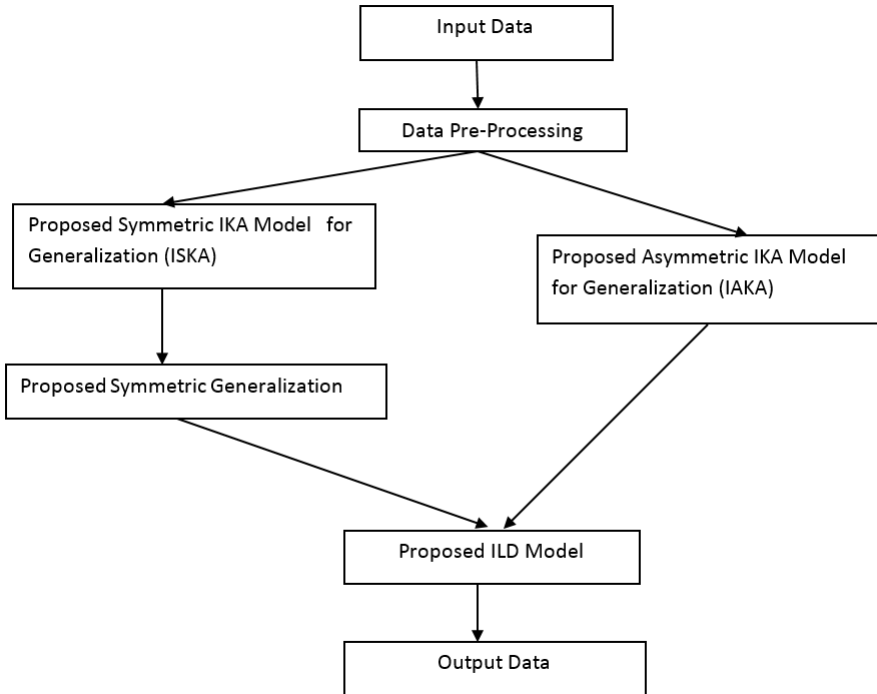 Input Data
Data Pre-Processing
Proposed Symmetric IKA Model for
Generalization (ISKA)
Proposed Asymmetric IKA Model
for Generalization (IAKA)
Proposed Symmetric Generalization
Proposed ILD Model
Output Data